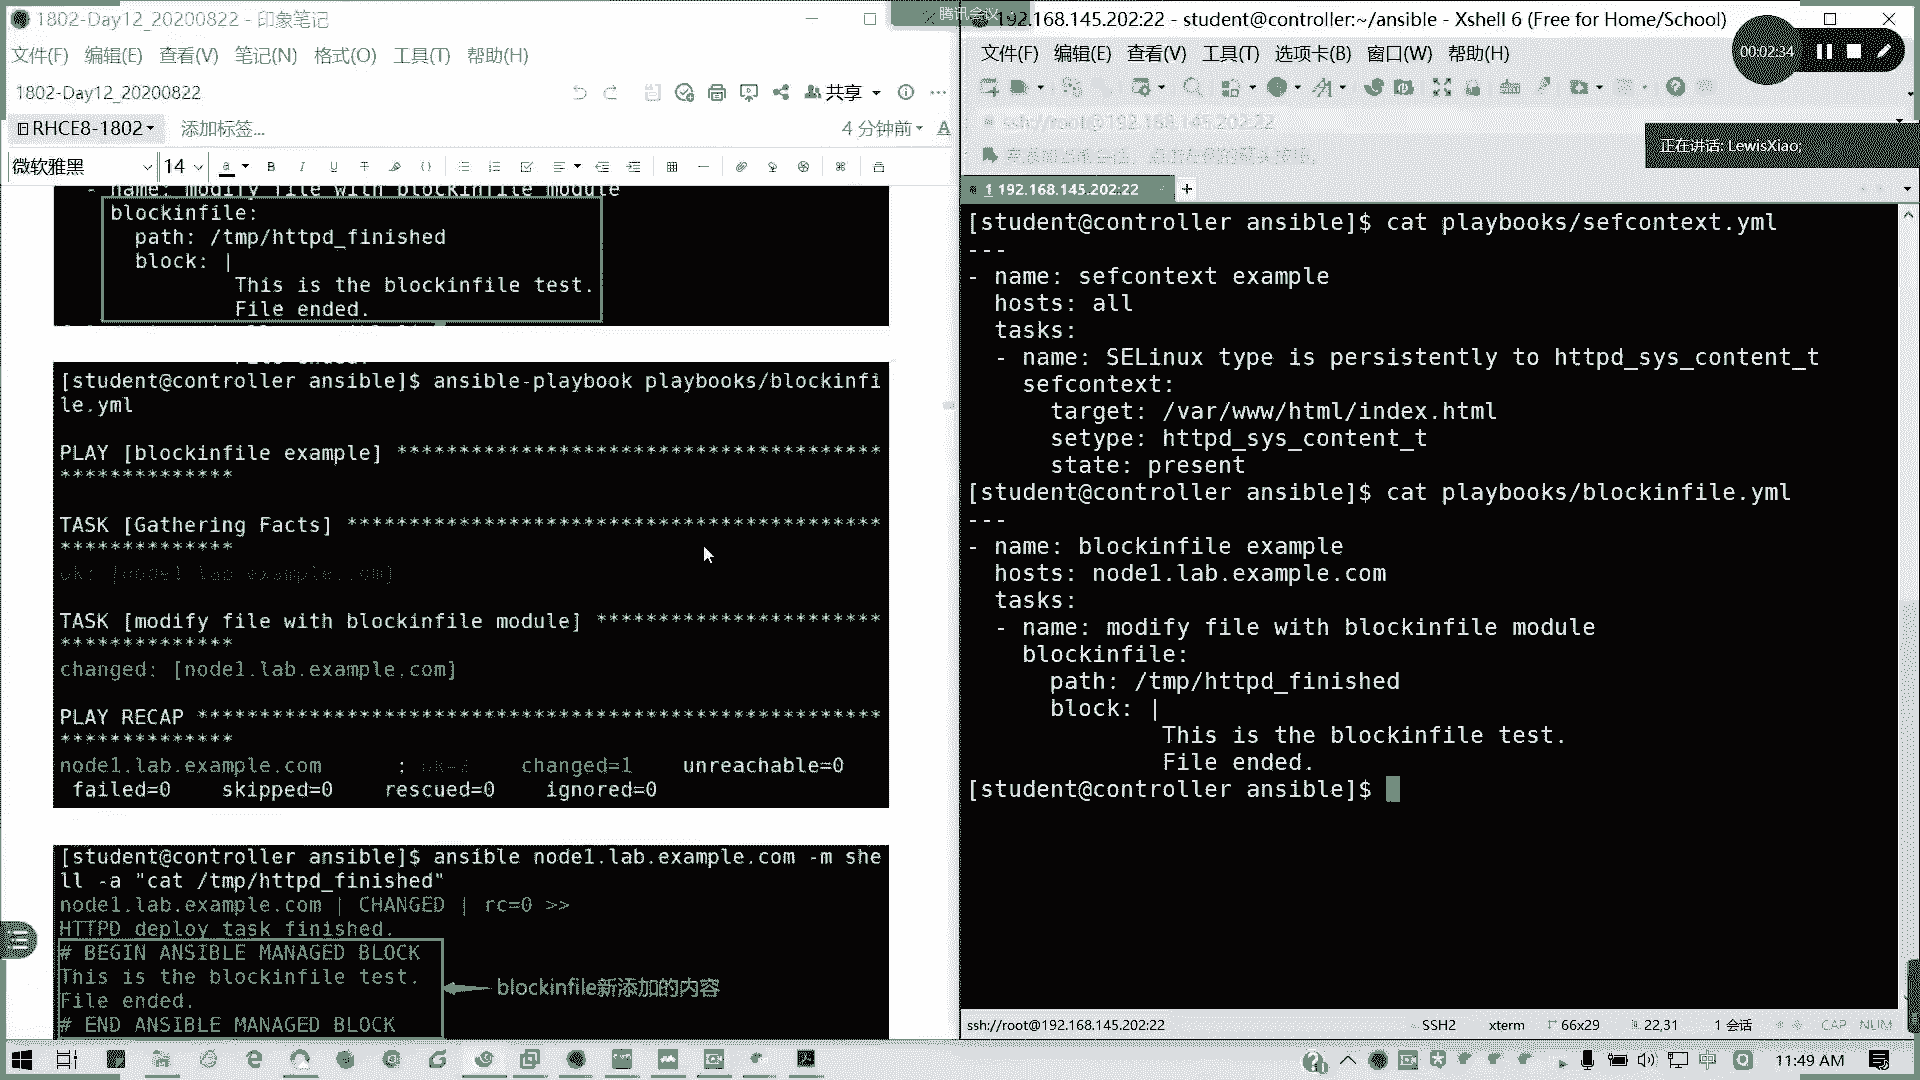 1802-Day12_20200822 - 印象笔记
文件(F) 编辑(E) 查看(V) 笔记(N) 格式(O) 工具(T) 帮助(H)
1802-Day12_20200822
共享
RHCE8-1802
添加标签...
4 分钟前
微软雅黑 14
- name: modify file with blockinfile module
blockinfile:
path: /tmp/httpd_finished
block: |
This is the blockinfile test.
File ended.
[student@controller ansible]$ ansible-playbook playbooks/blockinfi
le.yml
PLAY [blockinfile example] ***************************************
**************
TASK [Gathering Facts] *******************************************
**************
ok: [node1.lab.example.com]
TASK [modify file with blockinfile module] ***********************
**************
changed: [node1.lab.example.com]
PLAY RECAP *******************************************************
**************
node1.lab.example.com : ok=2 changed=1 unreachable=0
failed=0 skipped=0 rescued=0 ignored=0
[student@controller ansible]$ ansible node1.lab.example.com -m she
ll -a "cat /tmp/httpd_finished"
node1.lab.example.com | CHANGED | rc=0 >>
HTTPD deploy task finished.
# BEGIN ANSIBLE MANAGED BLOCK
This is the blockinfile test.
File ended.
# END ANSIBLE MANAGED BLOCK
blockinfile新添加的内容
腾讯会议
192.168.145.202:22 - student@controller:~/ansible - Xshell 6 (Free for Home/School)
文件(F) 编辑(E) 查看(V) 工具(T) 选项卡(B) 窗口(W) 帮助(H)
00:02:34
ssh://root@192.168.145.202:22
正在讲话: LewisXiao;
1 192.168.145.202:22
[student@controller ansible]$ cat playbooks/sefcontext.yml
---
- name: sefcontext example
hosts: all
tasks:
- name: SELinux type is persistently to httpd_sys_content_t
sefcontext:
target: /var/www/html/index.html
setype: httpd_sys_content_t
state: present
[student@controller ansible]$ cat playbooks/blockinfile.yml
---
- name: blockinfile example
hosts: node1.lab.example.com
tasks:
- name: modify file with blockinfile module
blockinfile:
path: /tmp/httpd_finished
block: |
This is the blockinfile test.
File ended.
[student@controller ansible]$
ssh://root@192.168.145.202:22 SSH2 xterm 66x29 22,31 1 会话 CAP NUM
中
11:49 AM